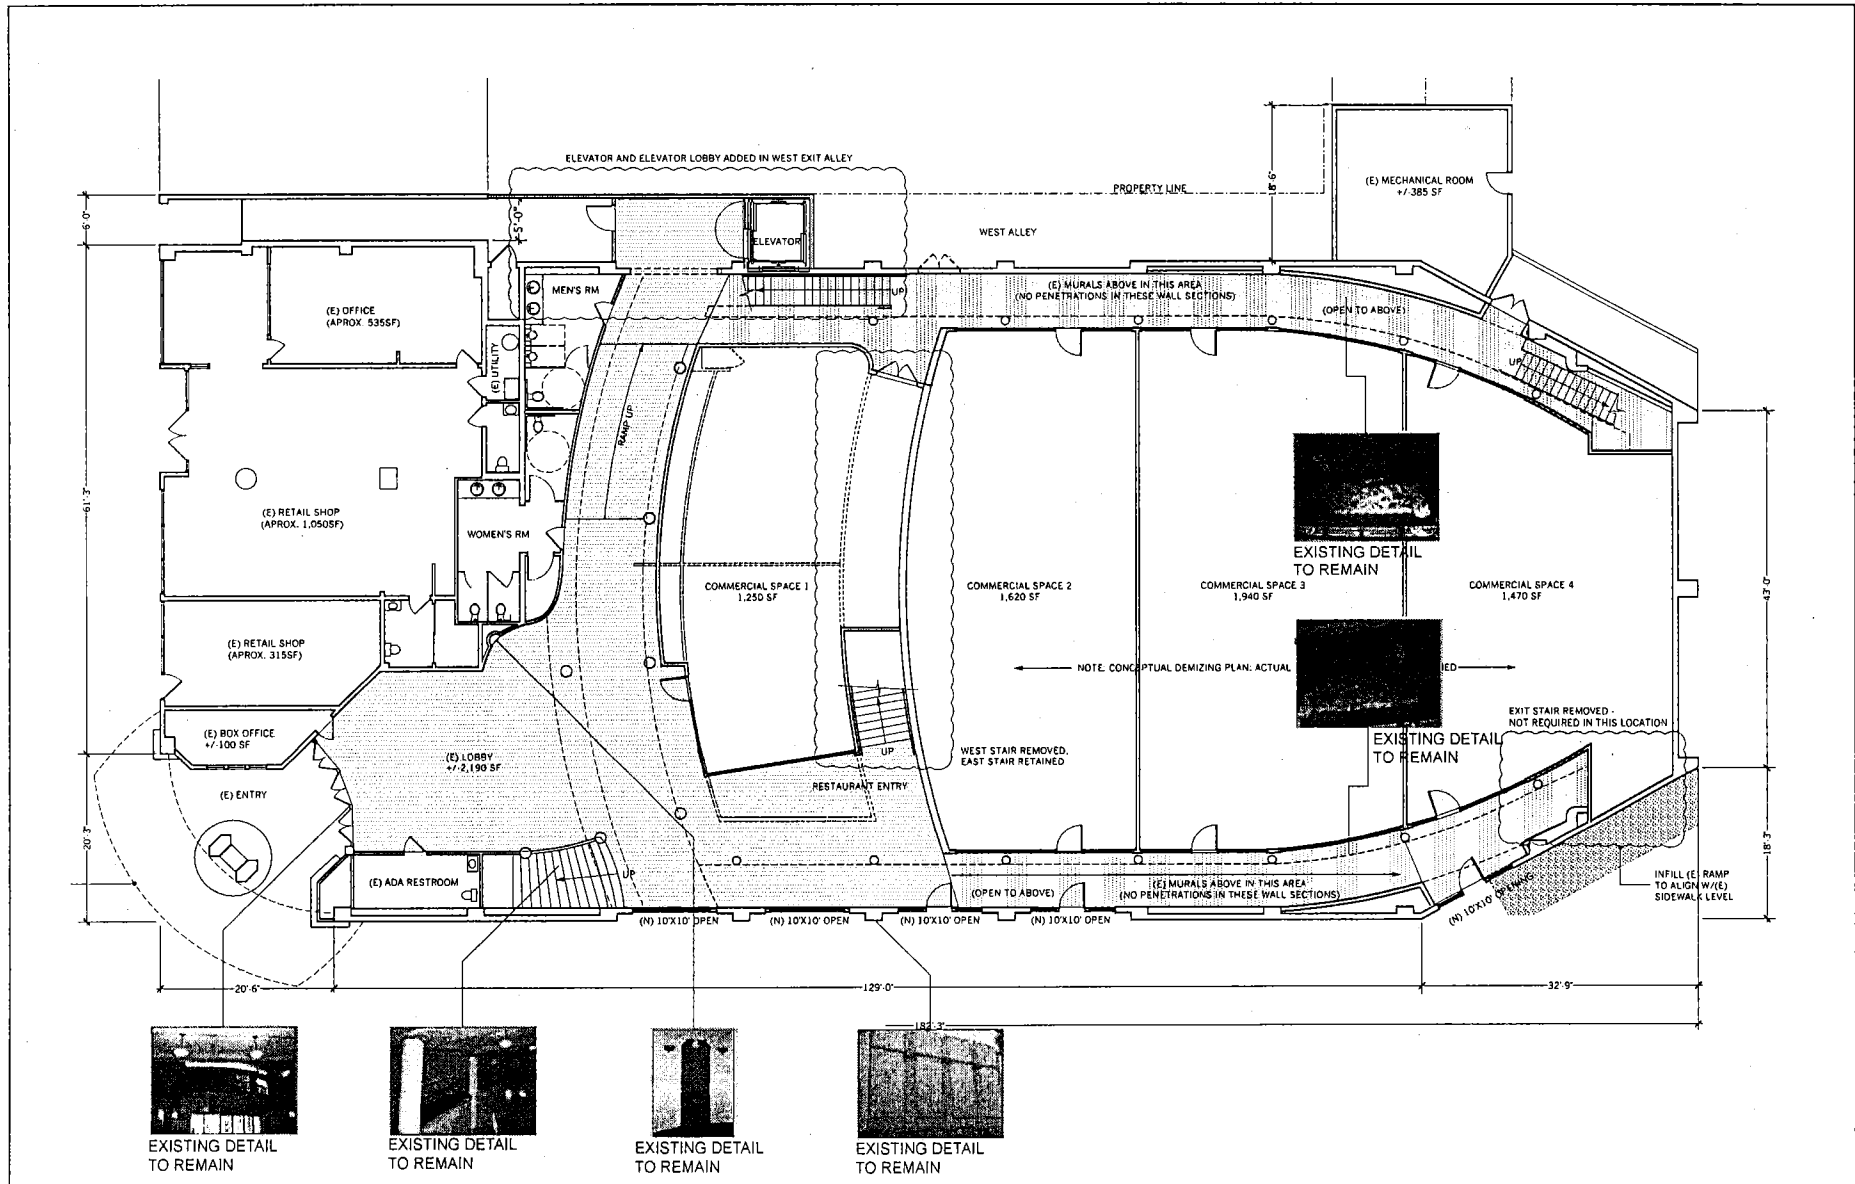 ELEVATOR AND ELEVATOR LOBBY ADDED IN WEST EXIT ALLEY
PROPERTY LINE
8'-6"
(E) MECHANICAL ROOM
+/-385 SF
6'-0"
5'-0"
ELEVATOR
WEST ALLEY
MEN'S RM
UP
(E) MURALS ABOVE IN THIS AREA
(NO PENETRATIONS IN THESE WALL SECTIONS)
(OPEN TO ABOVE)
(E) OFFICE
(APROX. 535SF)
(E) UTILITY
UP
RAMP UP
61'-3"
(E) RETAIL SHOP
(APROX. 1,050SF)
WOMEN'S RM
EXISTING DETAIL
TO REMAIN
COMMERCIAL SPACE 1
1,250 SF
COMMERCIAL SPACE 2
1,620 SF
COMMERCIAL SPACE 3
1,940 SF
COMMERCIAL SPACE 4
1,470 SF
43'-0"
(E) RETAIL SHOP
(APROX. 315SF)
NOTE: CONCEPTUAL DEMIZING PLAN: ACTUAL
EXIT STAIR REMOVED -
NOT REQUIRED IN THIS LOCATION
(E) BOX OFFICE
+/-100 SF
EXISTING DETAIL
TO REMAIN
UP
WEST STAIR REMOVED,
EAST STAIR RETAINED
(E) LOBBY
+/-2,190 SF
RESTAURANT ENTRY
(E) ENTRY
20'-3"
18'-3"
(E) ADA RESTROOM
UP
(OPEN TO ABOVE)
(E) MURALS ABOVE IN THIS AREA
(NO PENETRATIONS IN THESE WALL SECTIONS)
INFILL (E) RAMP
TO ALIGN W/(E)
SIDEWALK LEVEL
(N) 10'X10' OPEN
(N) 10'X10' OPEN
(N) 10'X10' OPEN
(N) 10'X10' OPEN
(N) 10'X10' OPENING
20'-6"
129'-0"
32'-9"
182'-3"
EXISTING DETAIL
TO REMAIN
EXISTING DETAIL
TO REMAIN
EXISTING DETAIL
TO REMAIN
EXISTING DETAIL
TO REMAIN